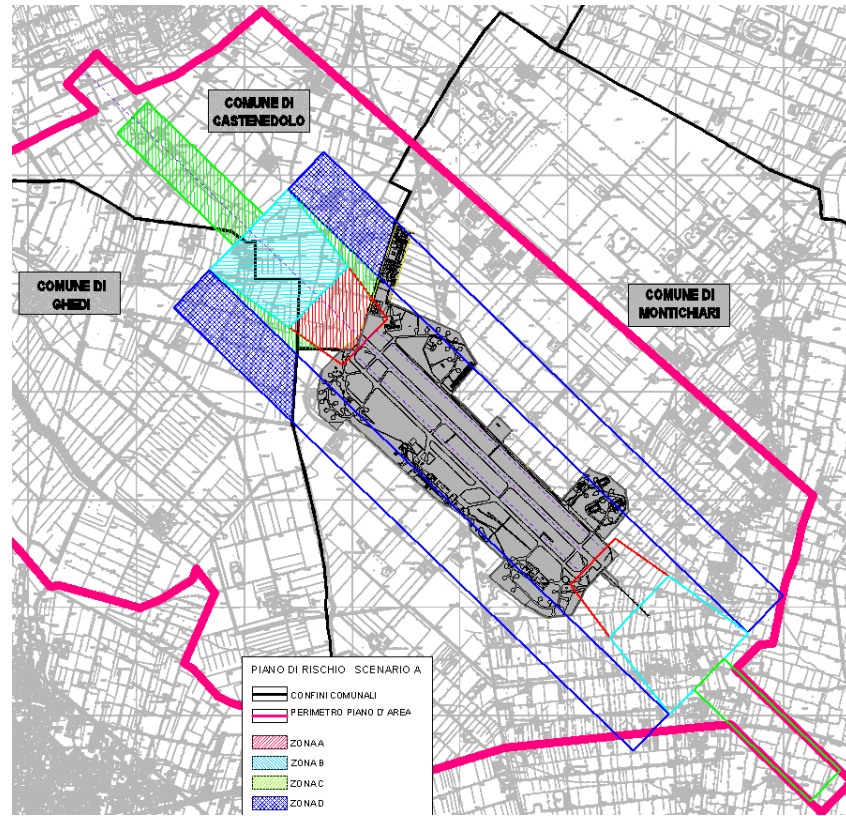 COMUNE DI
CASTENEDOLO
COMUNE DI
GHEDI
COMUNE DI
MONTICHIARI
PIANO DI RISCHIO SCENARIO A
CONFINI COMUNALI
PERIMETRO PIANO D' AREA
ZONA A
ZONA B
ZONA C
ZONA D